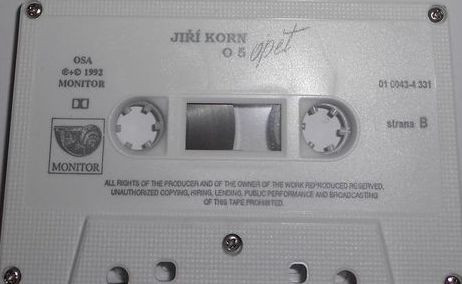 JIŘÍ KORN
O 5 opět
OSA
℗+© 1992
MONITOR
01 0043-4 331
strana B
MONITOR
ALL RIGHTS OF THE PRODUCER AND OF THE OWNER OF THE WORK REPRODUCED RESERVED.
UNAUTHORIZED COPYING, HIRING, LENDING, PUBLIC PERFORMANCE AND BROADCASTING
OF THIS TAPE PROHIBITED.